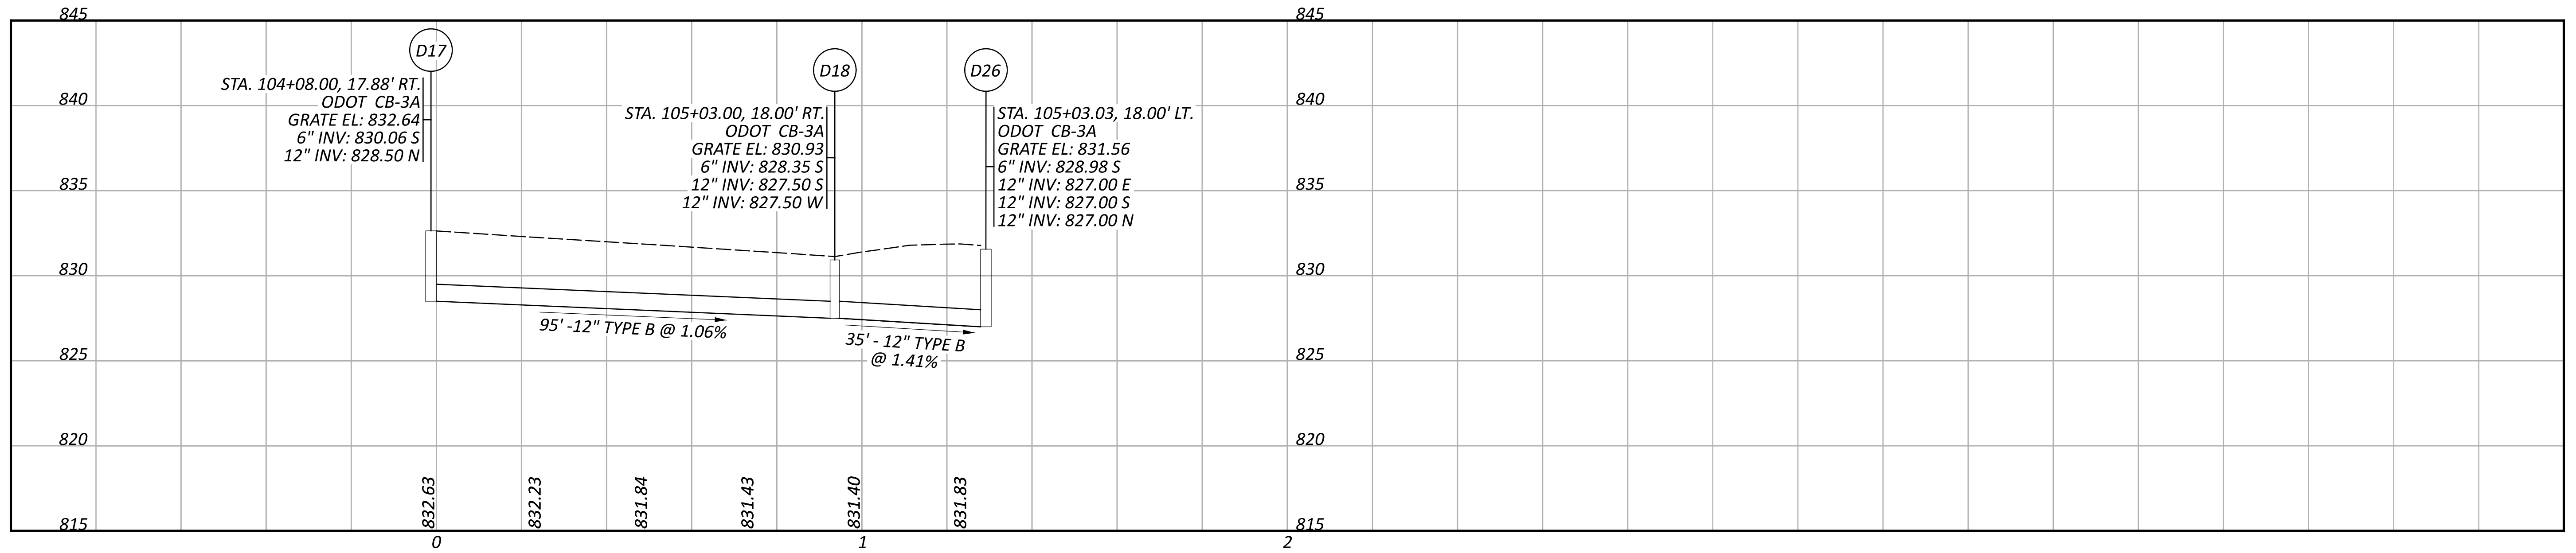 845
845
D17
D18
D26
STA. 104+08.00, 17.88' RT.
ODOT CB-3A
GRATE EL: 832.64
6" INV: 830.06 S
12" INV: 828.50 N
STA. 105+03.00, 18.00' RT.
ODOT CB-3A
GRATE EL: 830.93
6" INV: 828.35 S
12" INV: 827.50 S
12" INV: 827.50 W
STA. 105+03.03, 18.00' LT.
ODOT CB-3A
GRATE EL: 831.56
6" INV: 828.98 S
12" INV: 827.00 E
12" INV: 827.00 S
12" INV: 827.00 N
840
840
835
835
830
830
95' -12" TYPE B @ 1.06%
35' - 12" TYPE B
@ 1.41%
825
825
820
820
832.63
832.23
831.84
831.43
831.40
831.83
815
815
0
1
2